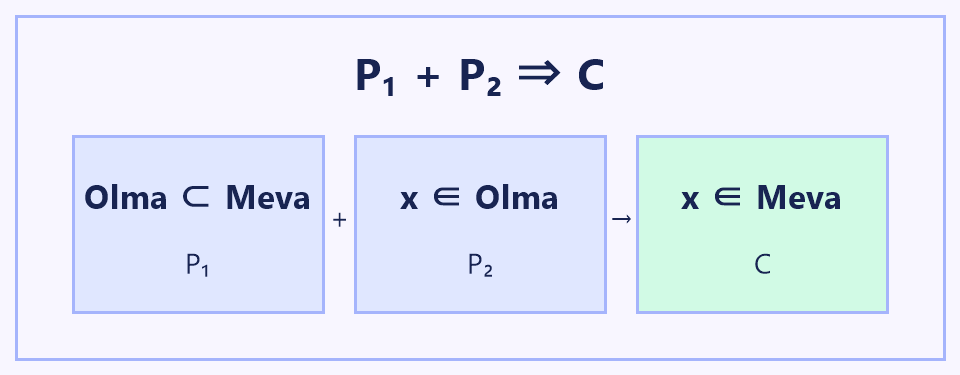 P₁ + P₂ ⇒ C
Olma ⊂ Meva
P₁
+
x ∈ Olma
P₂
→
x ∈ Meva
C